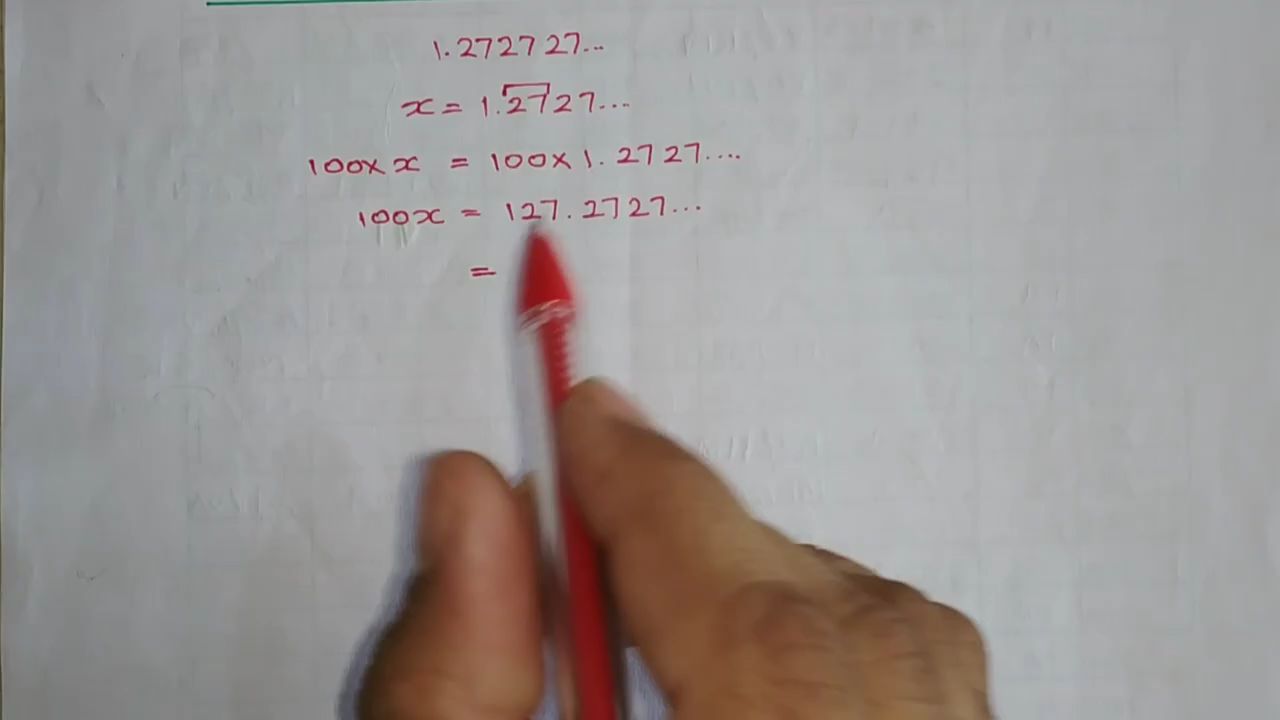 1.272727...
x = 1.2727...
100 × x = 100 × 1.2727....
100x = 127.2727...
=